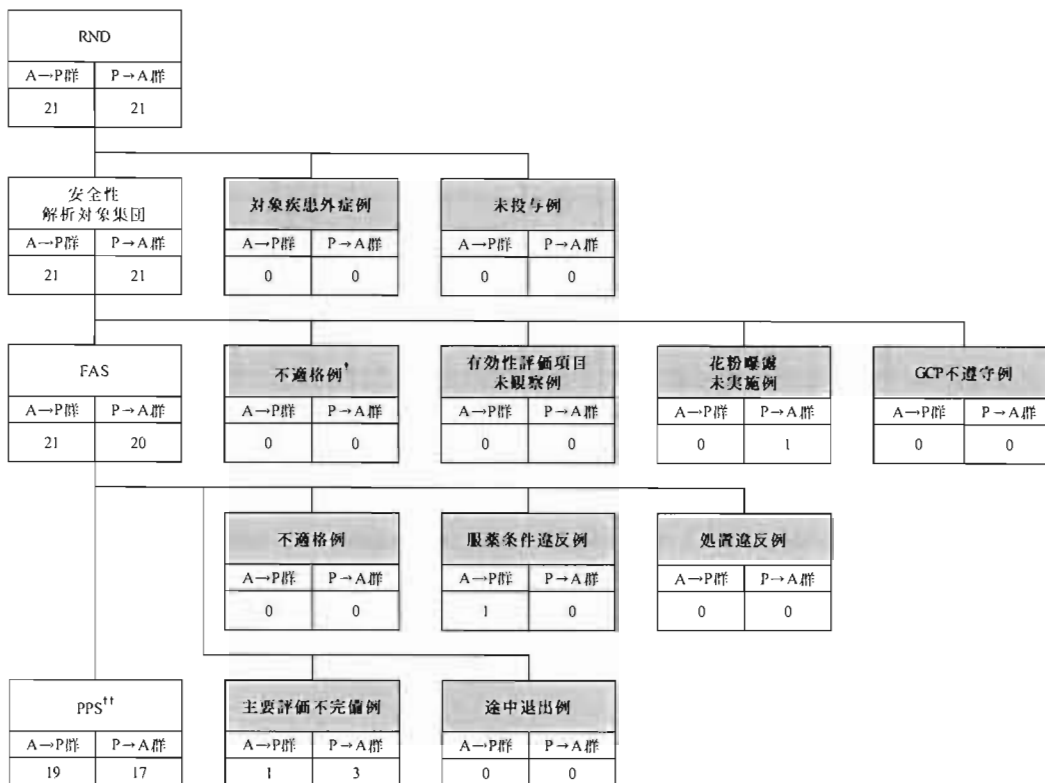 RND
A→P群 P→A群
21 21
安全性
解析対象集団
A→P群 P→A群
21 21
対象疾患外症例
A→P群 P→A群
0 0
未投与例
A→P群 P→A群
0 0
FAS
A→P群 P→A群
21 20
不適格例†
A→P群 P→A群
0 0
有効性評価項目
未観察例
A→P群 P→A群
0 0
花粉曝露
未実施例
A→P群 P→A群
0 1
GCP不遵守例
A→P群 P→A群
0 0
不適格例
A→P群 P→A群
0 0
服薬条件違反例
A→P群 P→A群
1 0
処置違反例
A→P群 P→A群
0 0
PPS††
A→P群 P→A群
19 17
主要評価不完備例
A→P群 P→A群
1 3
途中退出例
A→P群 P→A群
0 0